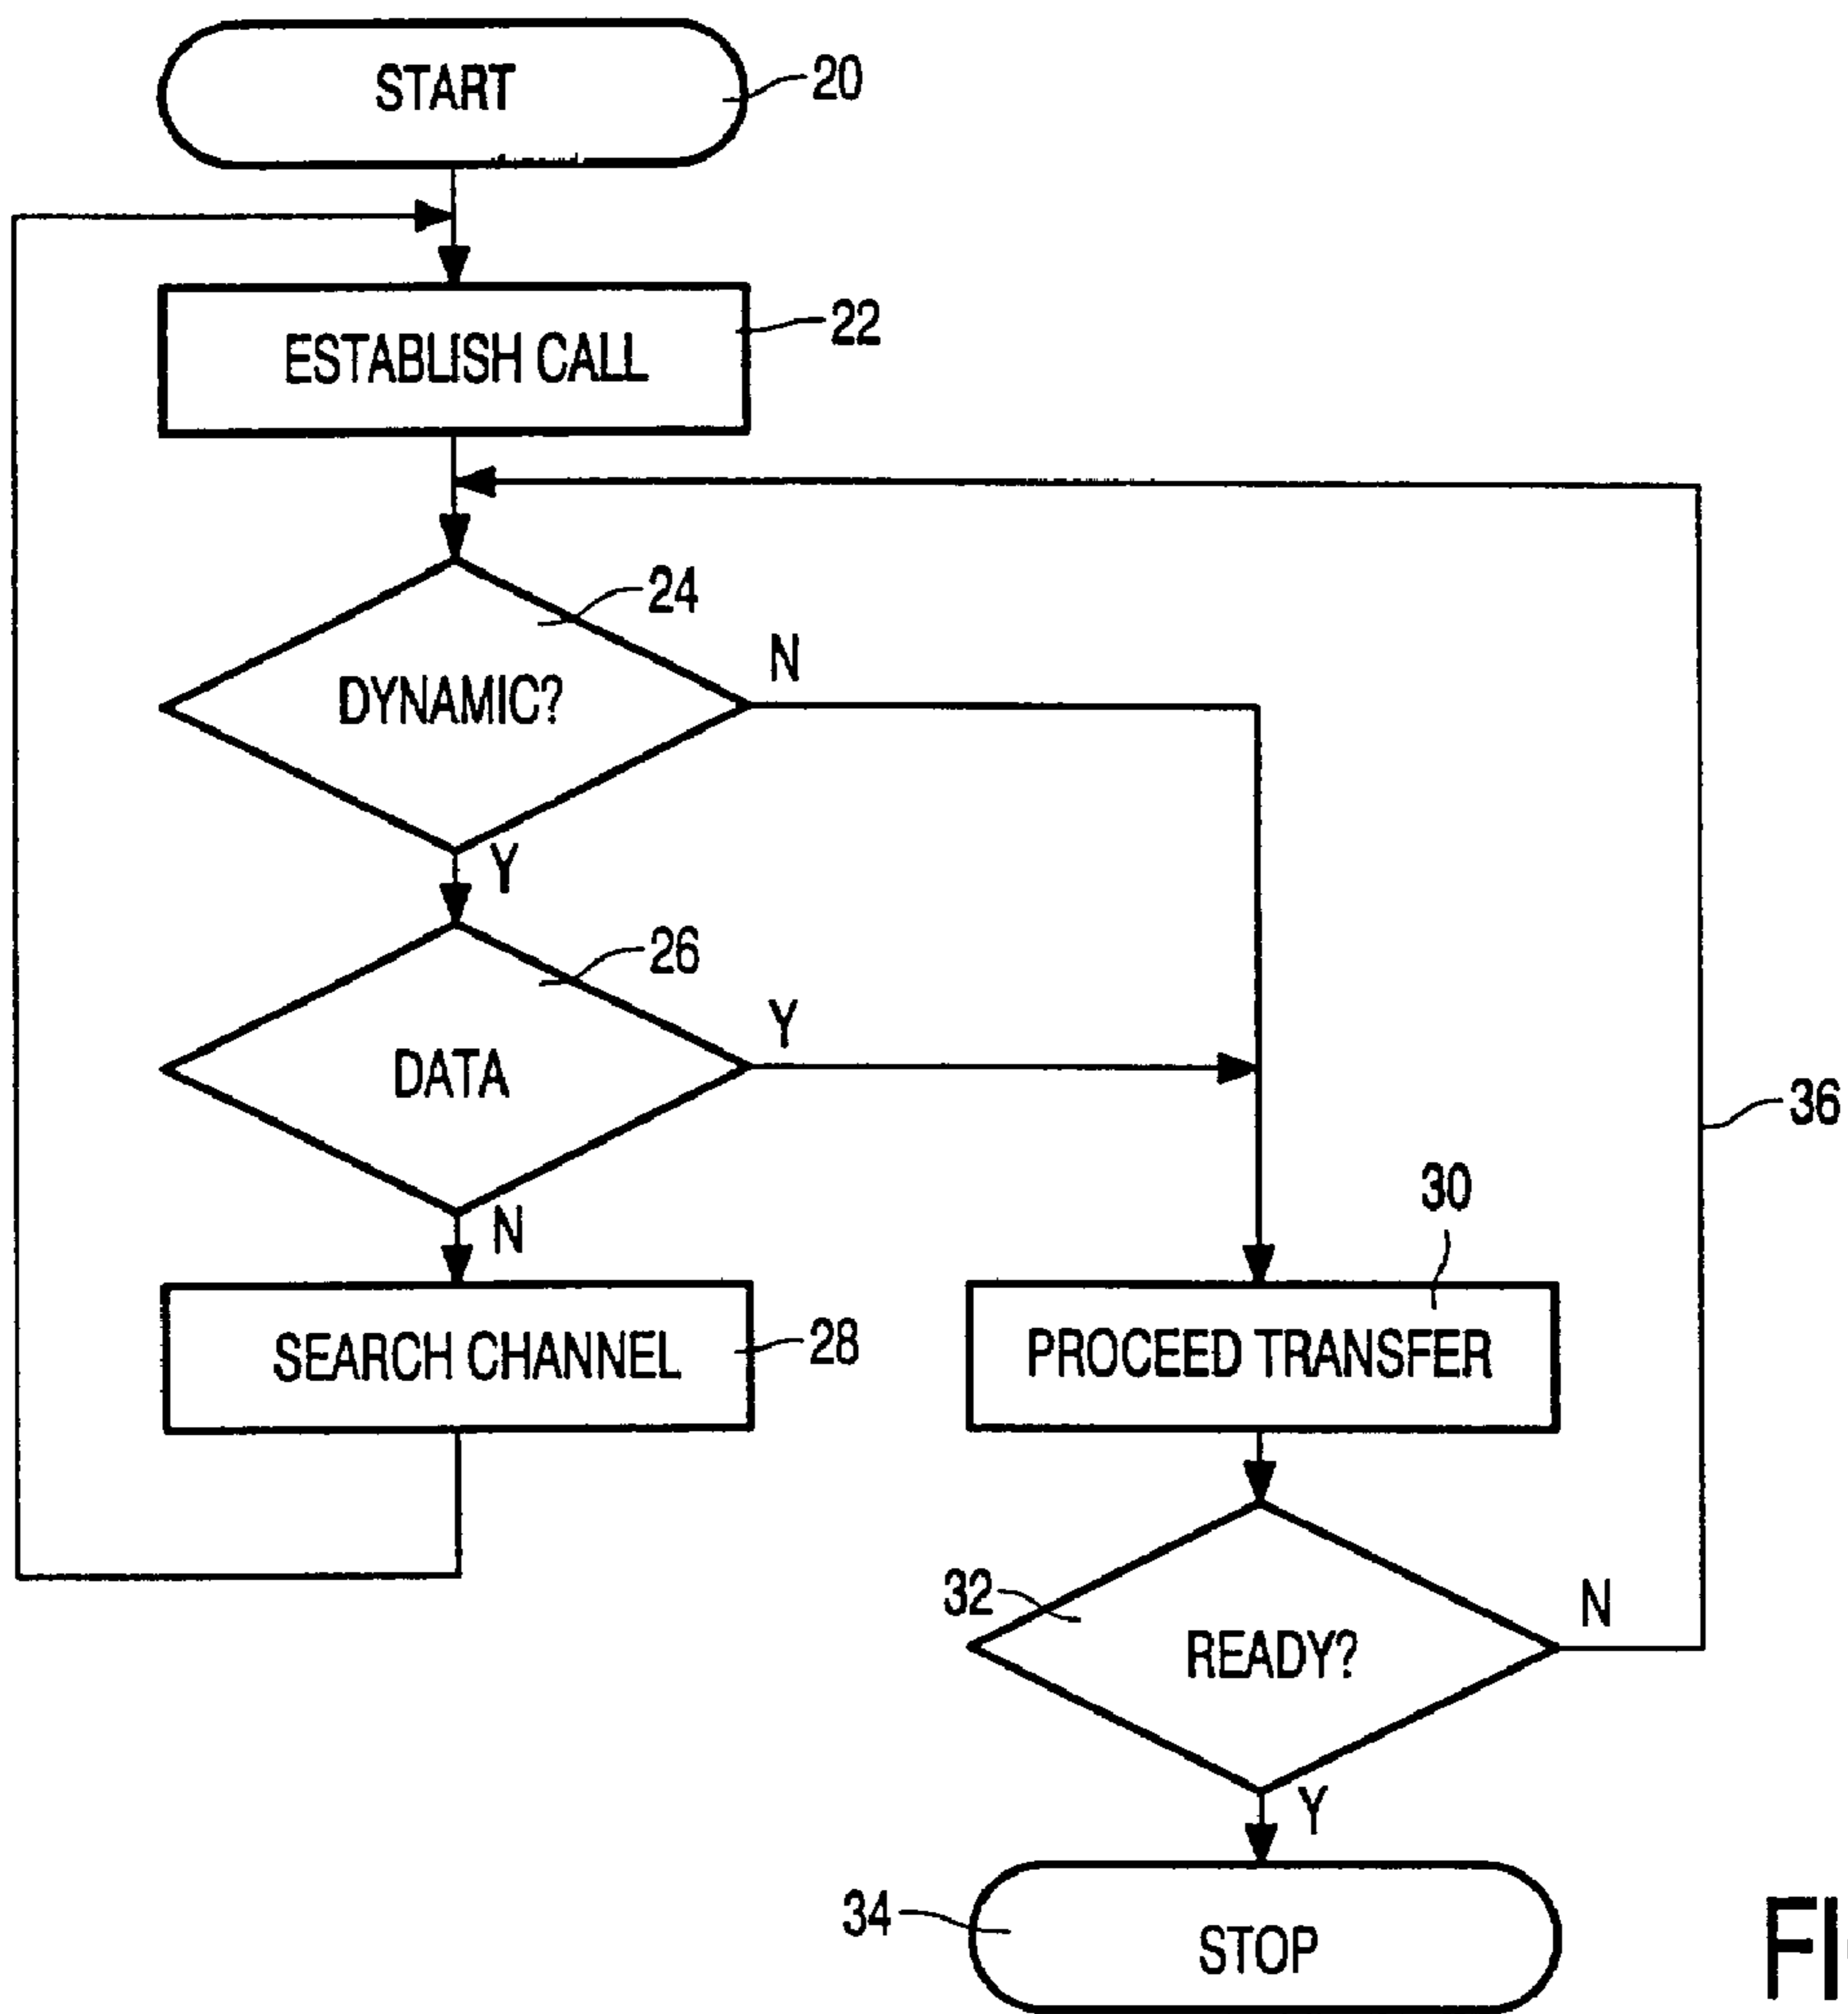 START
20
ESTABLISH CALL
22
24
DYNAMIC?
N
Y
26
DATA
Y
N
36
30
SEARCH CHANNEL
28
PROCEED TRANSFER
32
READY?
N
Y
34
STOP